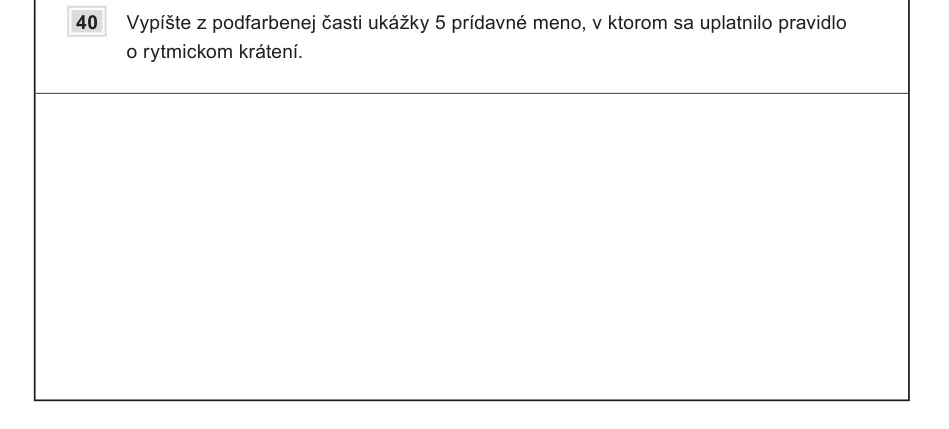 40 Vypíšte z podfarbenej časti ukážky 5 prídavné meno, v ktorom sa uplatnilo pravidlo
o rytmickom krátení.